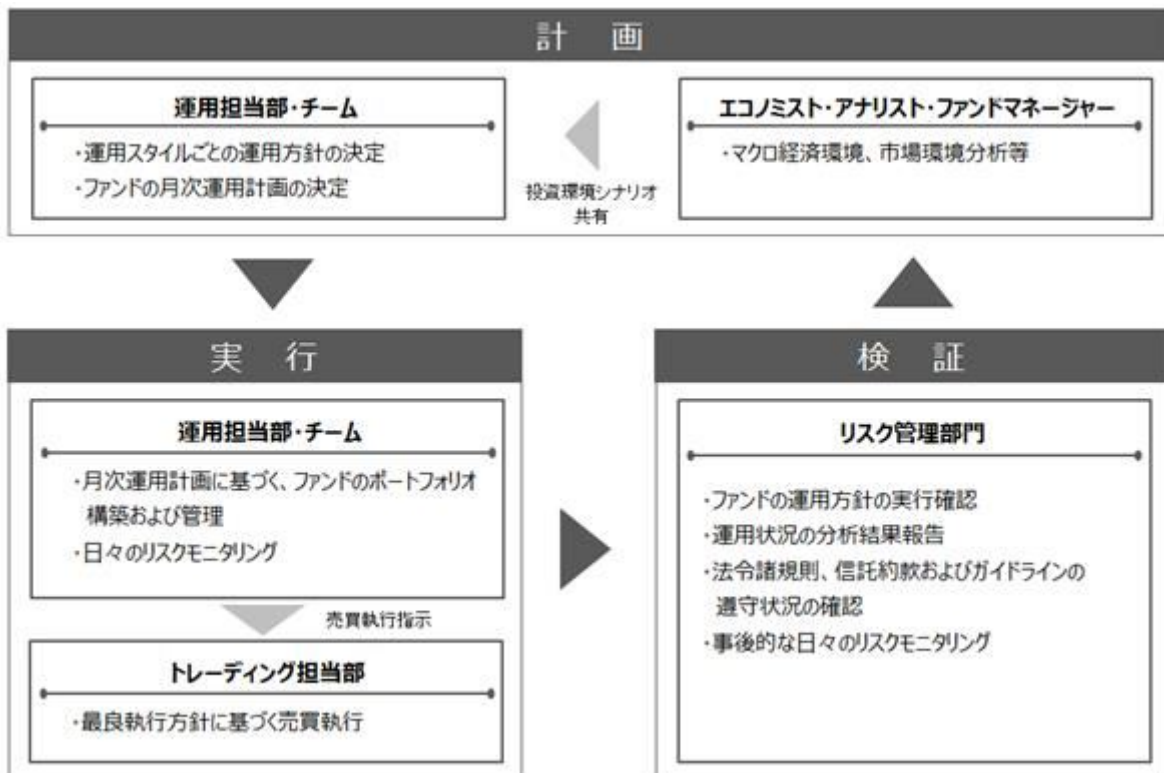 計 画
運用担当部・チーム
・運用スタイルごとの運用方針の決定
・ファンドの月次運用計画の決定
投資環境シナリオ
共有
エコノミスト・アナリスト・ファンドマネージャー
・マクロ経済環境、市場環境分析等
実 行
運用担当部・チーム
・月次運用計画に基づく、ファンドのポートフォリオ
構築および管理
・日々のリスクモニタリング
売買執行指示
トレーディング担当部
・最良執行方針に基づく売買執行
検 証
リスク管理部門
・ファンドの運用方針の実行確認
・運用状況の分析結果報告
・法令諸規則、信託約款およびガイドラインの
遵守状況の確認
・事後的な日々のリスクモニタリング